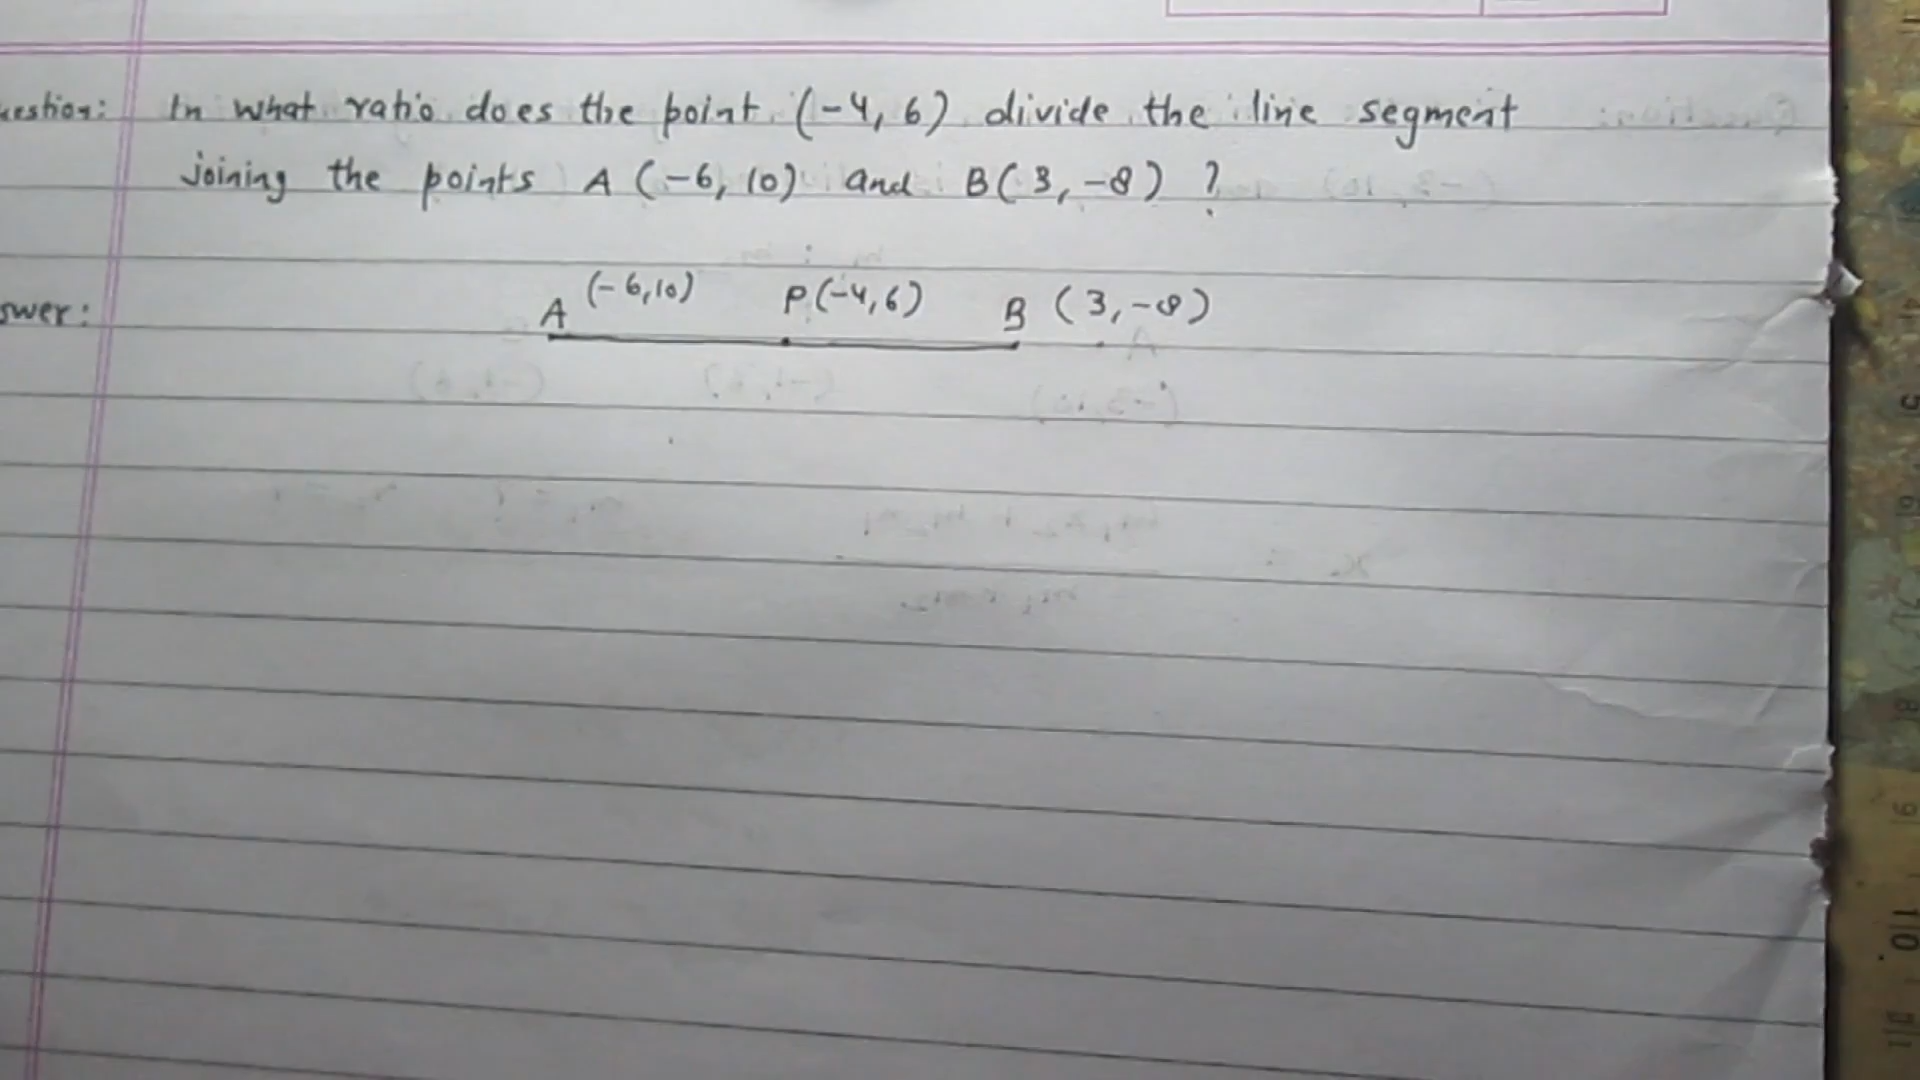 uestion: In what ratio does the point (-4, 6) divide the line segment
joining the points A (-6, 10) and B(3, -8) ?
swer: A (-6,10) P(-4,6) B (3,-8)